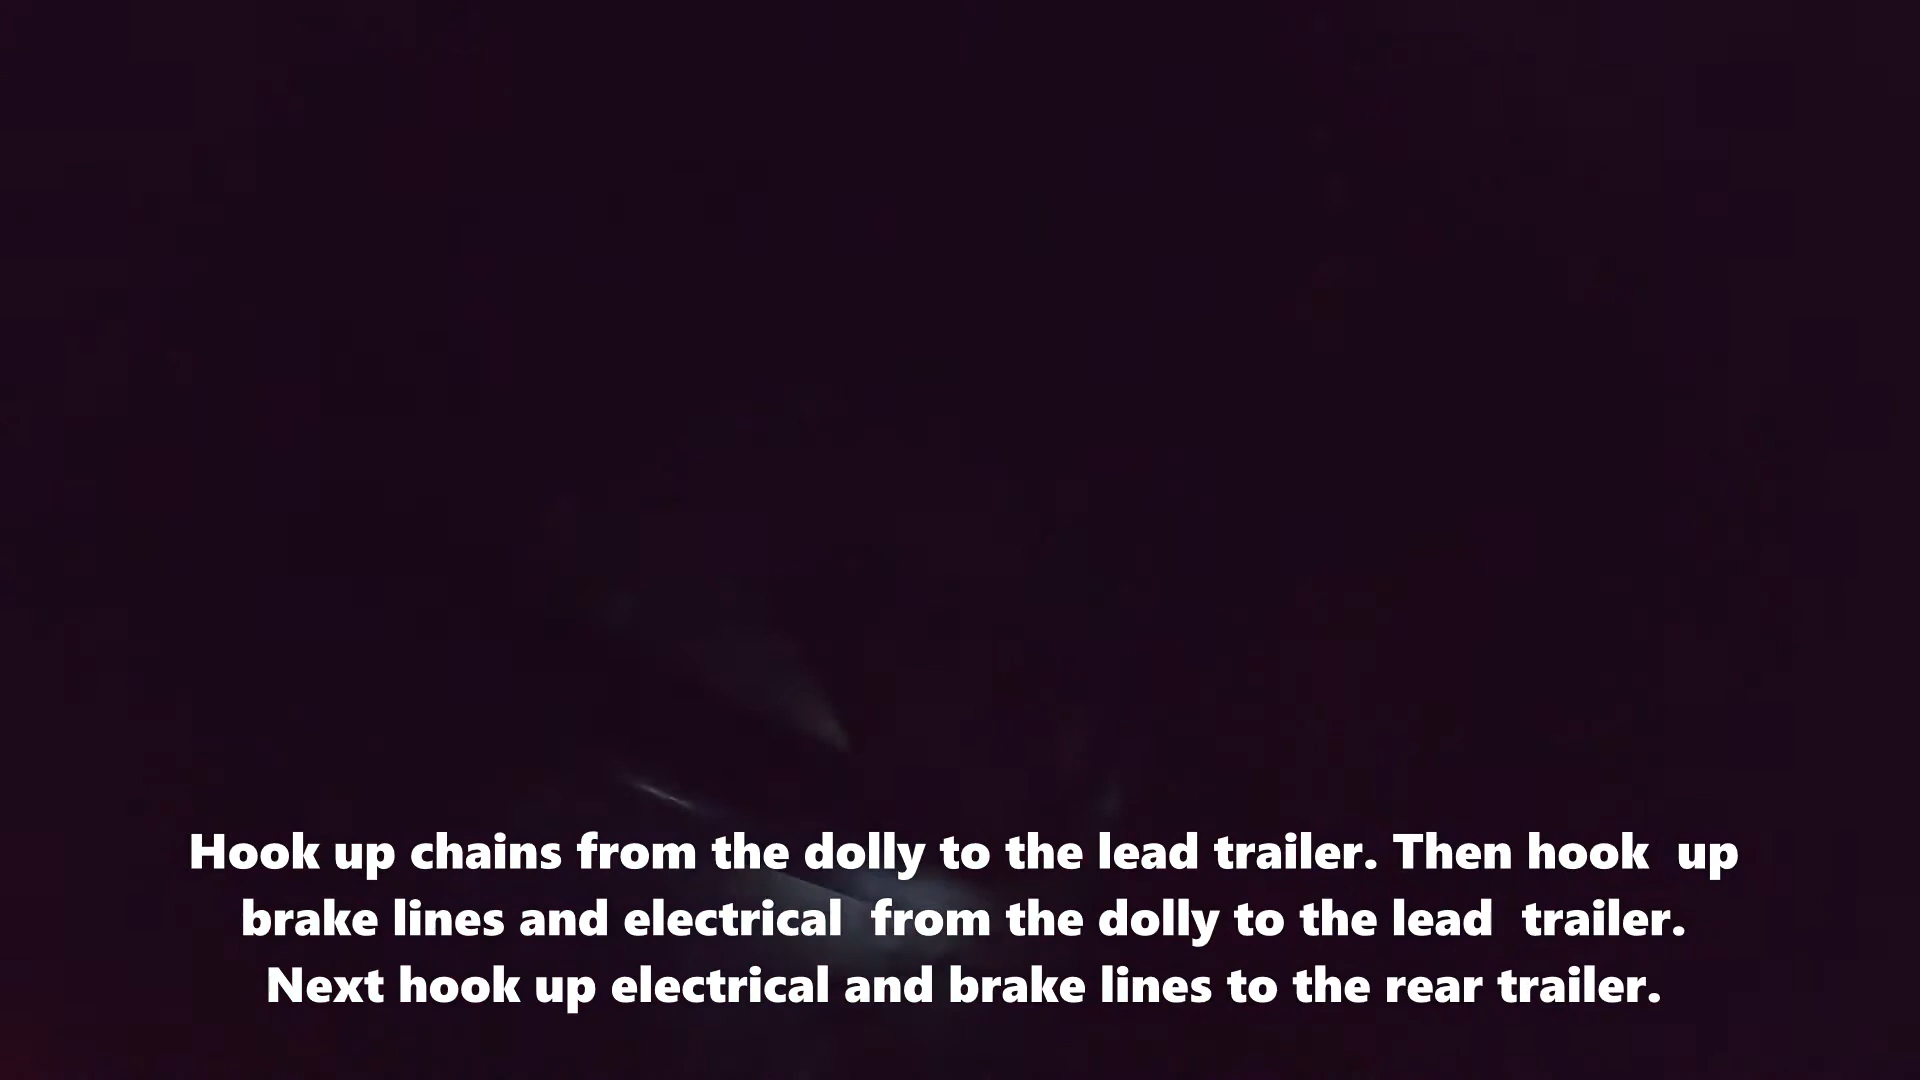 Hook up chains from the dolly to the lead trailer. Then hook  up
brake lines and electrical  from the dolly to the lead  trailer.
Next hook up electrical and brake lines to the rear trailer.